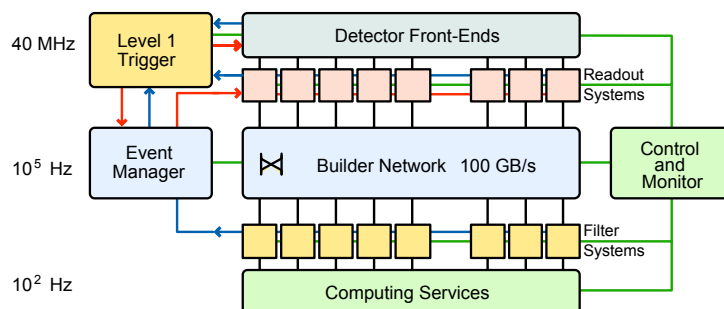 40 MHz
Level 1
Trigger
Detector Front-Ends
Readout
Systems
10⁵ Hz
Event
Manager
Builder Network 100 GB/s
Control
and
Monitor
Filter
Systems
10² Hz
Computing Services